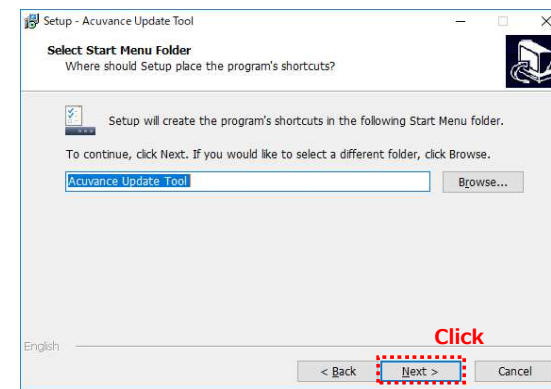 Setup - Acuvance Update Tool
Select Start Menu Folder
Where should Setup place the program's shortcuts?
Setup will create the program's shortcuts in the following Start Menu folder.
To continue, click Next. If you would like to select a different folder, click Browse.
Acuvance Update Tool
Browse...
Click
English
< Back
Next >
Cancel